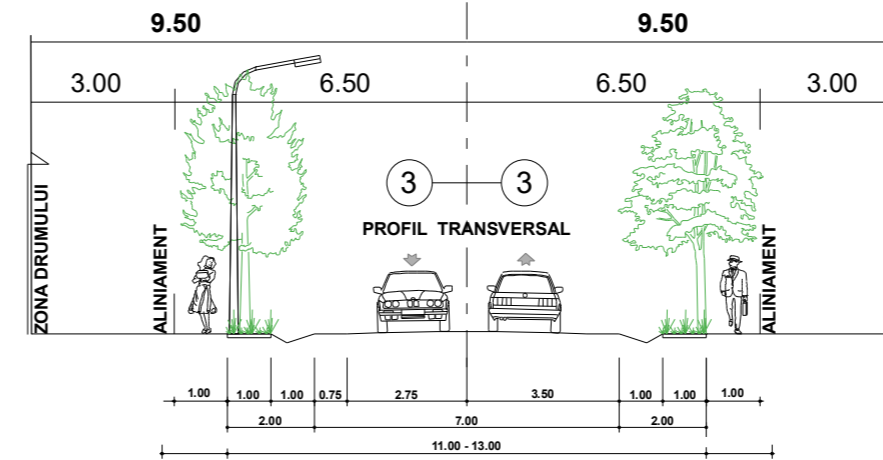 9.50 9.50
3.00 6.50 6.50 3.00
3 3
PROFIL TRANSVERSAL
ZONA DRUMULUI
ALINIAMENT
ALINIAMENT
1.00 1.00 1.00 0.75 2.75 3.50 1.00 1.00 1.00
2.00 7.00 2.00
11.00 - 13.00